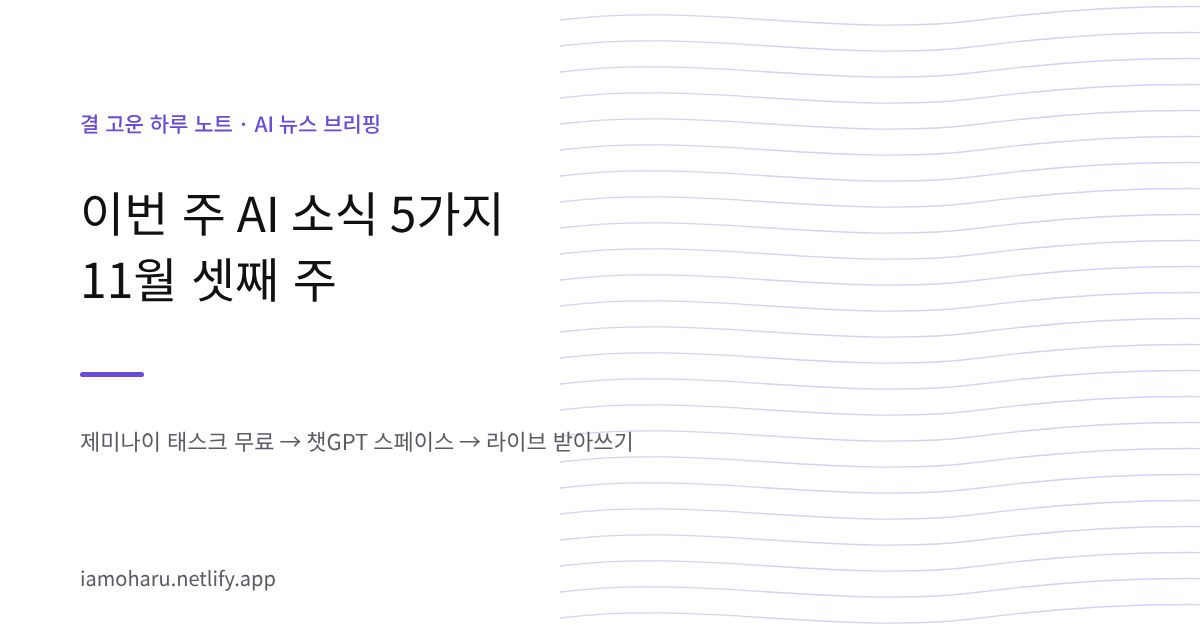 결 고운 하루 노트 · AI 뉴스 브리핑
이번 주 AI 소식 5가지
11월 셋째 주
제미나이 태스크 무료 → 챗GPT 스페이스 → 라이브 받아쓰기
iamoharu.netlify.app